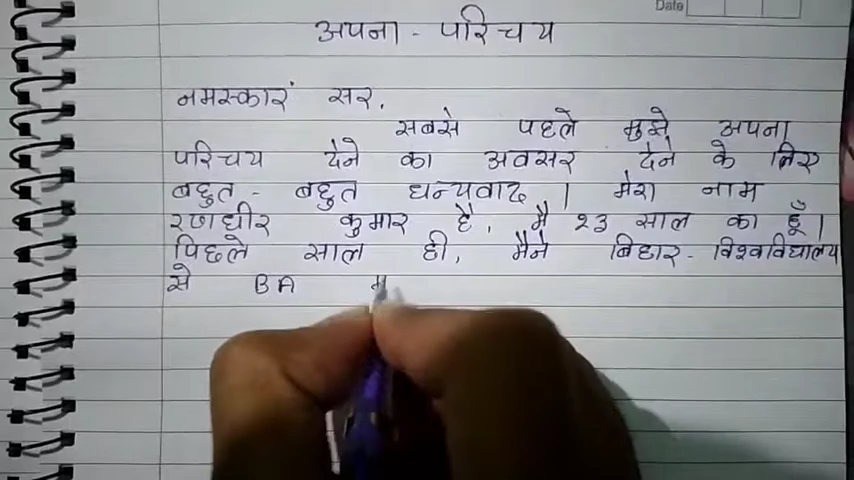 Date
अपना - परिचय
नमस्कारं सर,
सबसे पहले मुझे अपना
परिचय देने का अवसर देने के लिए
बहुत - बहुत धन्यवाद । मेरा नाम
रणधीर कुमार है, मै २३ साल का हूँ।
पिछले साल ही, मैने बिहार - विश्वविघालय
से BA